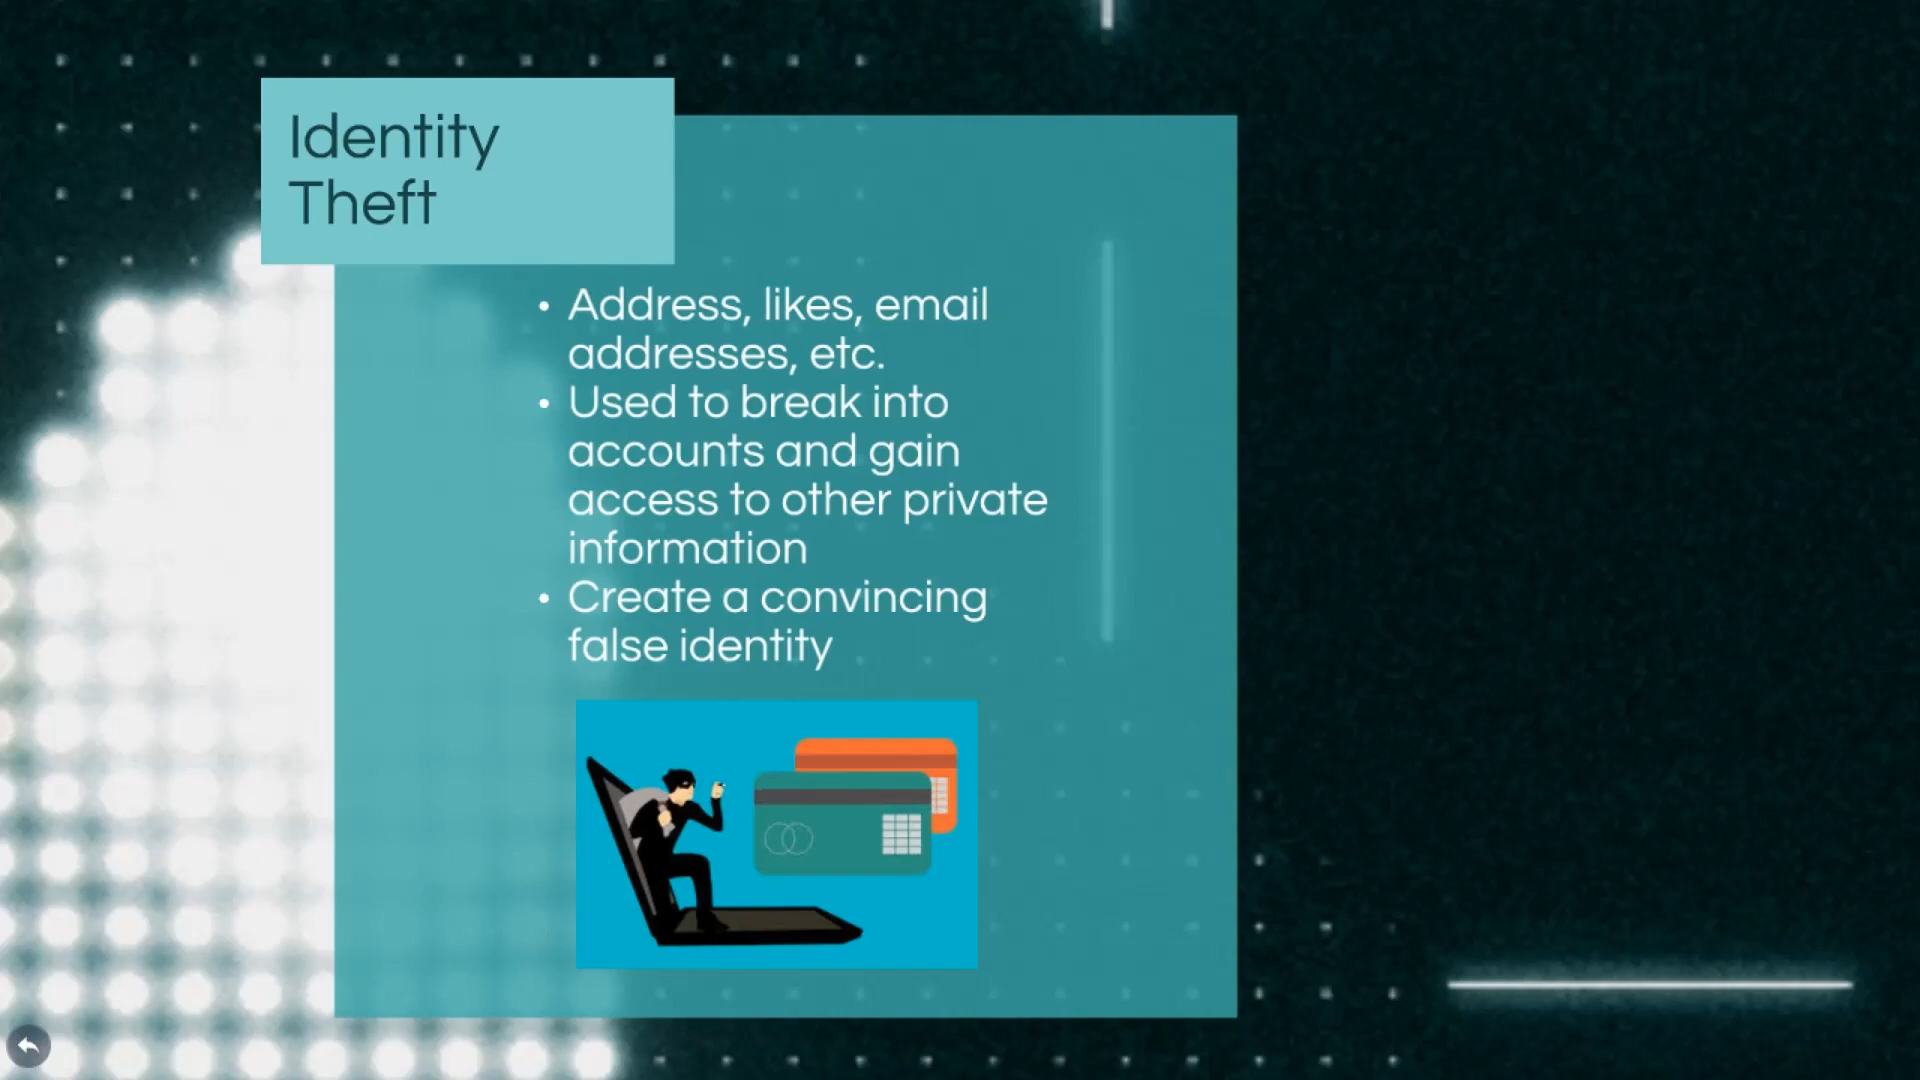 Identity
Theft
• Address, likes, email
addresses, etc.
• Used to break into
accounts and gain
access to other private
information
• Create a convincing
false identity